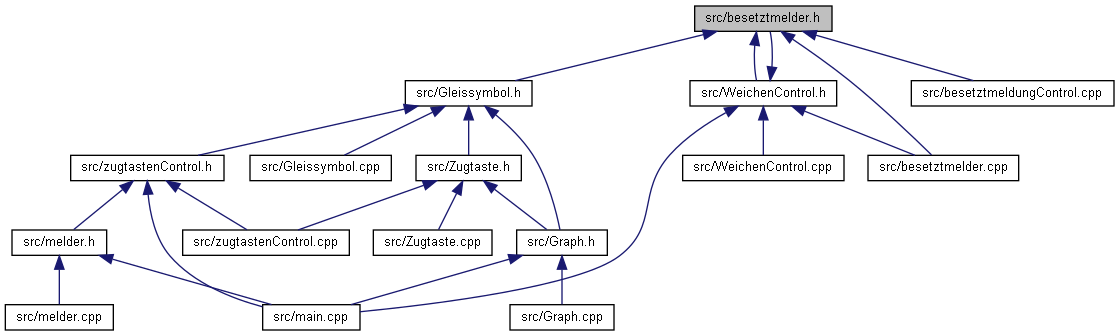 src/besetztmelder.h
src/Gleissymbol.h
src/WeichenControl.h
src/besetztmeldungControl.cpp
src/zugtastenControl.h
src/Gleissymbol.cpp
src/Zugtaste.h
src/WeichenControl.cpp
src/besetztmelder.cpp
src/melder.h
src/zugtastenControl.cpp
src/Zugtaste.cpp
src/Graph.h
src/melder.cpp
src/main.cpp
src/Graph.cpp